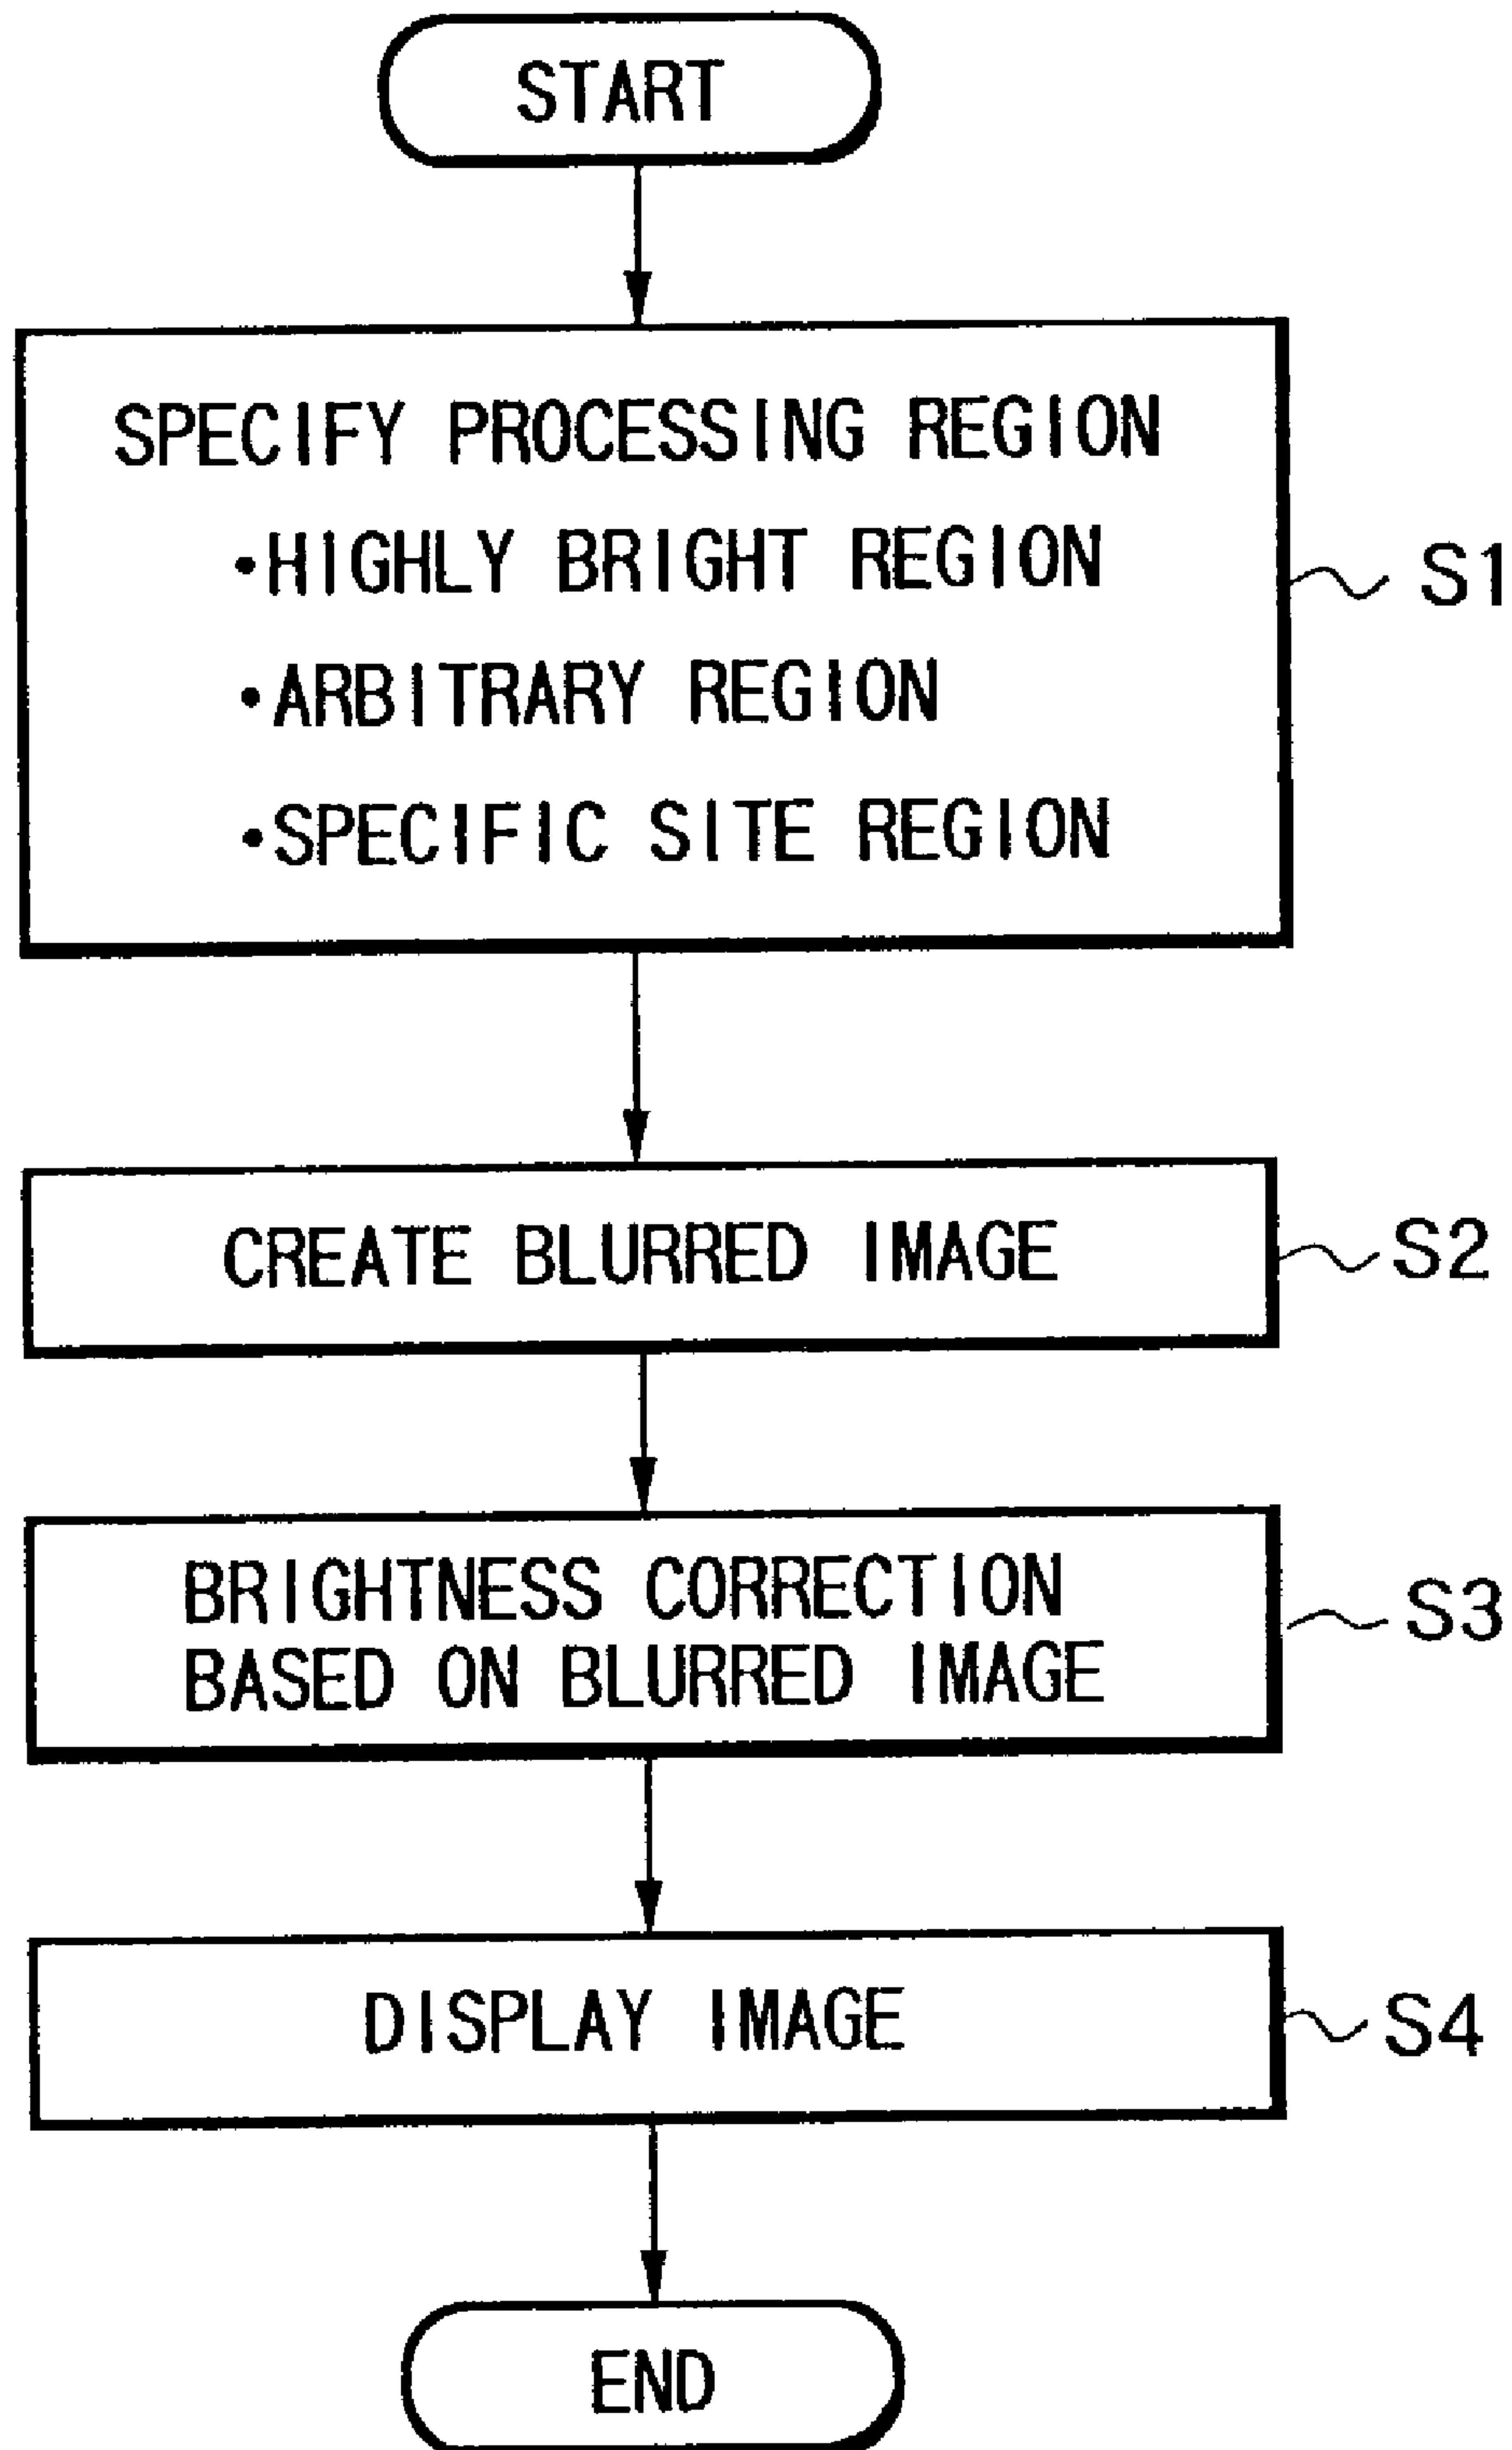 START
SPECIFY PROCESSING REGION
•HIGHLY BRIGHT REGION
•ARBITRARY REGION
•SPECIFIC SITE REGION
S1
CREATE BLURRED IMAGE
S2
BRIGHTNESS CORRECTION
BASED ON BLURRED IMAGE
S3
DISPLAY IMAGE
S4
END